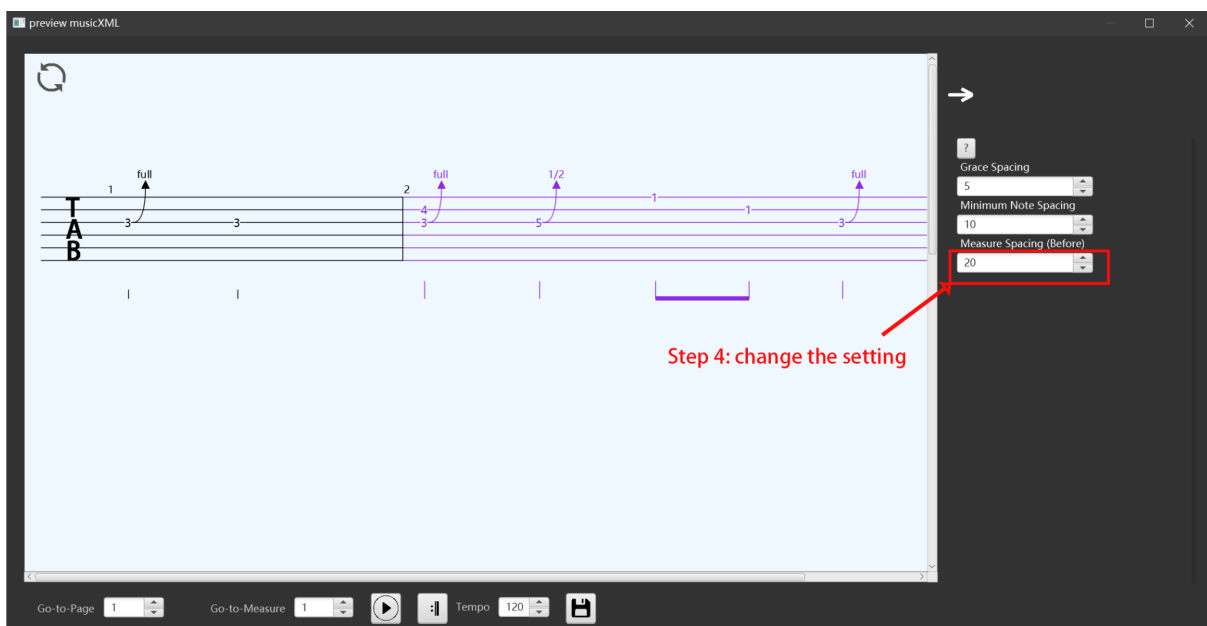 preview musicXML
?
Grace Spacing
5
Minimum Note Spacing
10
Measure Spacing (Before)
20
full
full
1/2
full
1
2
T
A
B
1
4
1
3
3
3
5
3
Step 4: change the setting
Go-to-Page 1
Go-to-Measure 1
Tempo 120